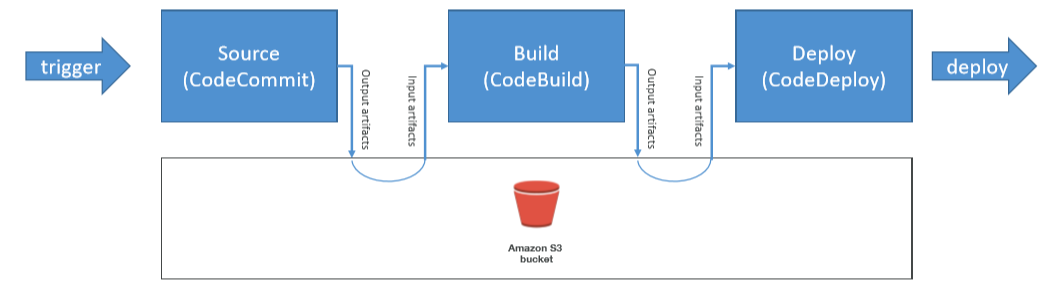 trigger
Source
(CodeCommit)
Output artifacts
Input artifacts
Build
(CodeBuild)
Output artifacts
Input artifacts
Deploy
(CodeDeploy)
deploy
Amazon S3
bucket